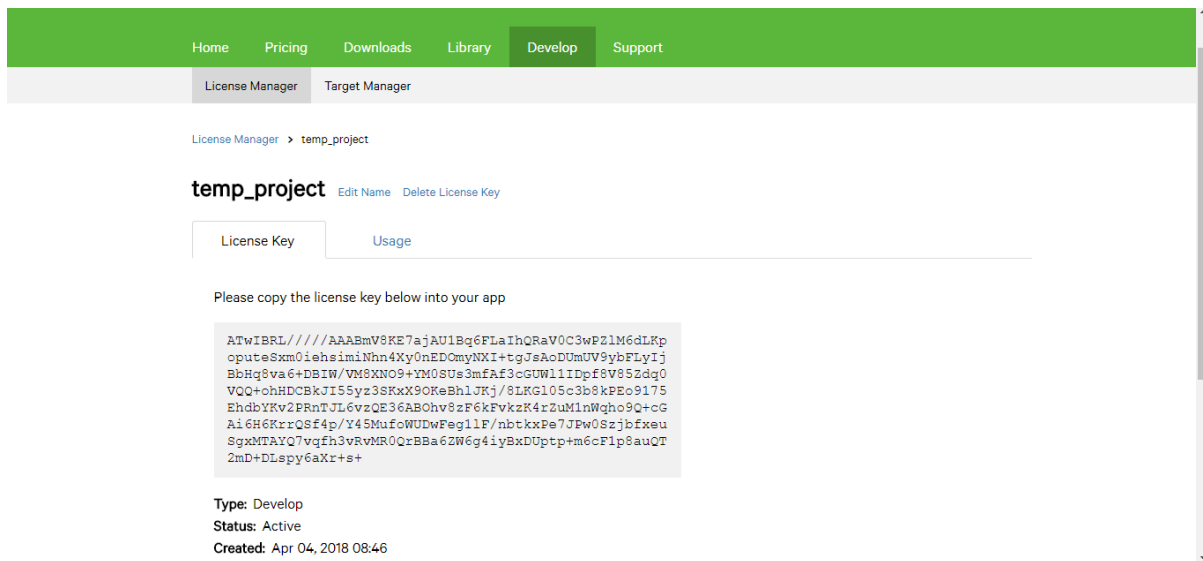 Home Pricing Downloads Library Develop Support
License Manager Target Manager
License Manager > temp_project
temp_project Edit Name Delete License Key
License Key Usage
Please copy the license key below into your app
ATwIBRL/////AAABmV8KE7ajAU1Bq6FLaIhQRaV0C3wPZlM6dLKp
oputeSxm0iehsimiNhn4Xy0nEDOmyNXI+tgJsAoDUmUV9ybFLyIj
BbHq8va6+DBIW/VM8XNO9+YM0SUs3mfAf3cGUWl1IDpf8V85Zdq0
VQQ+ohHDCBkJI55yz3SKxX9OKeBhlJKj/8LKGl05c3b8kPEo9175
EhdbYKv2PRnTJL6vzQE36ABOhv8zF6kFvkzK4rZuM1nWqho9Q+cG
Ai6H6KrrQSf4p/Y45MufoWUDwFeg1lF/nbtkxPe7JPw0Szjbfxeu
SgxMTAYQ7vqfh3vRvMR0QrBBa6ZW6g4iyBxDUptp+m6cF1p8auQT
2mD+DLspy6aXr+s+
Type: Develop
Status: Active
Created: Apr 04, 2018 08:46